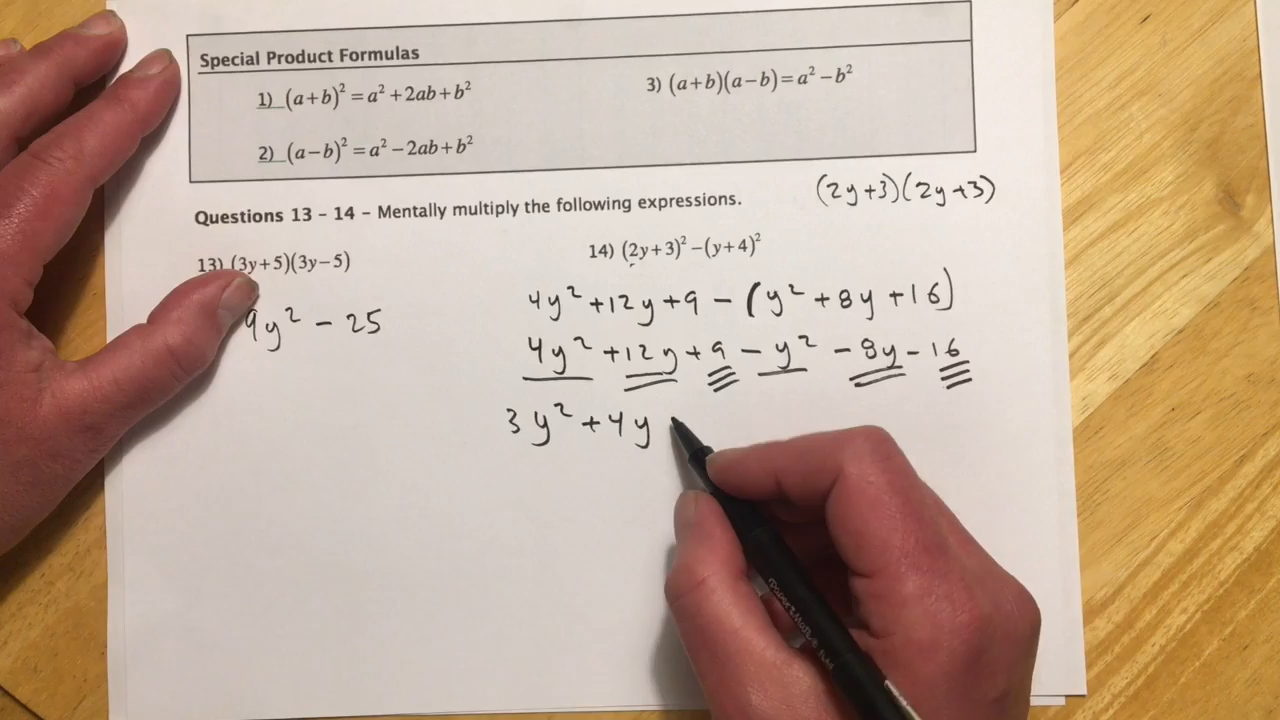 Special Product Formulas
1) (a+b)² = a² + 2ab + b²
3) (a+b)(a−b) = a² − b²
2) (a−b)² = a² − 2ab + b²
(2y+3)(2y+3)
Questions 13 – 14 – Mentally multiply the following expressions.
13) (3y+5)(3y−5)
14) (2y+3)² −(y+4)²
9y² − 25
4y² +12y+9 − (y² +8y +16)
4y² +12y+9 −y² −8y−16
3y² +4y
PaperMate